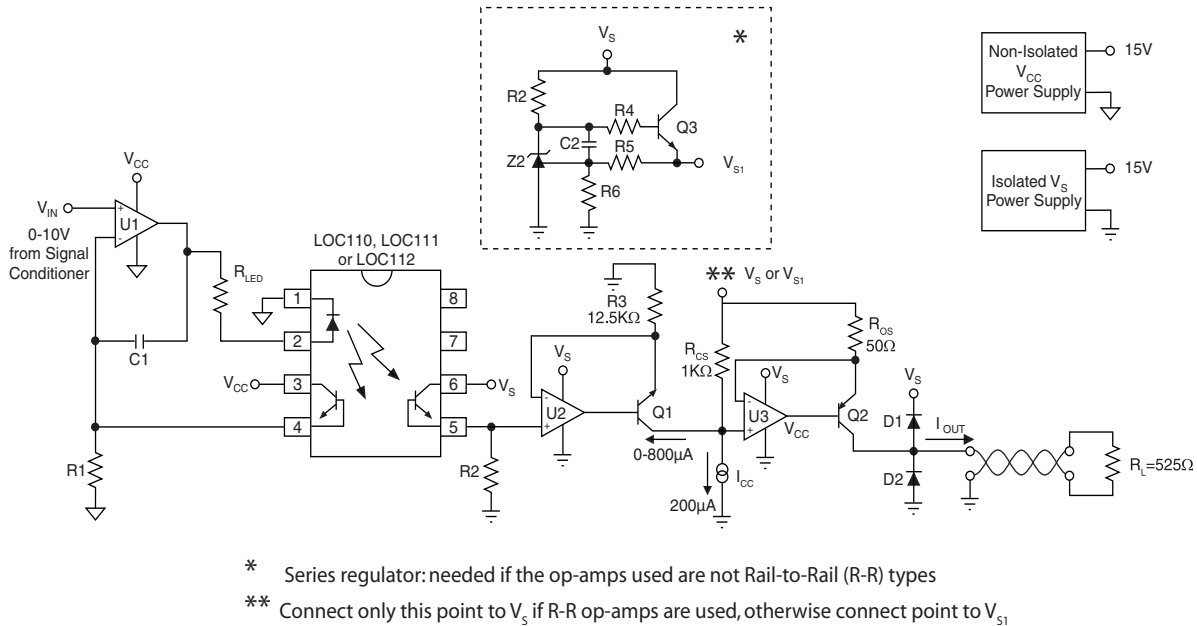 VS
*
R2
R4
Q3
C2
R5
Z2
VS1
R6
Non-Isolated
VCC
Power Supply
15V
Isolated VS
Power Supply
15V
VCC
VIN
+
U1
-
0-10V
from Signal
Conditioner
RLED
C1
R1
LOC110, LOC111
or LOC112
1
2
3
4
8
7
6
5
VCC
VS
R2
R3
12.5KΩ
VS
-
U2
+
Q1
0-800µA
** VS or VS1
RCS
1KΩ
ROS
50Ω
VS
-
U3
+
VCC
Q2
ICC
200µA
VS
D1
D2
IOUT
RL=525Ω
* Series regulator: needed if the op-amps used are not Rail-to-Rail (R-R) types
** Connect only this point to VS if R-R op-amps are used, otherwise connect point to VS1